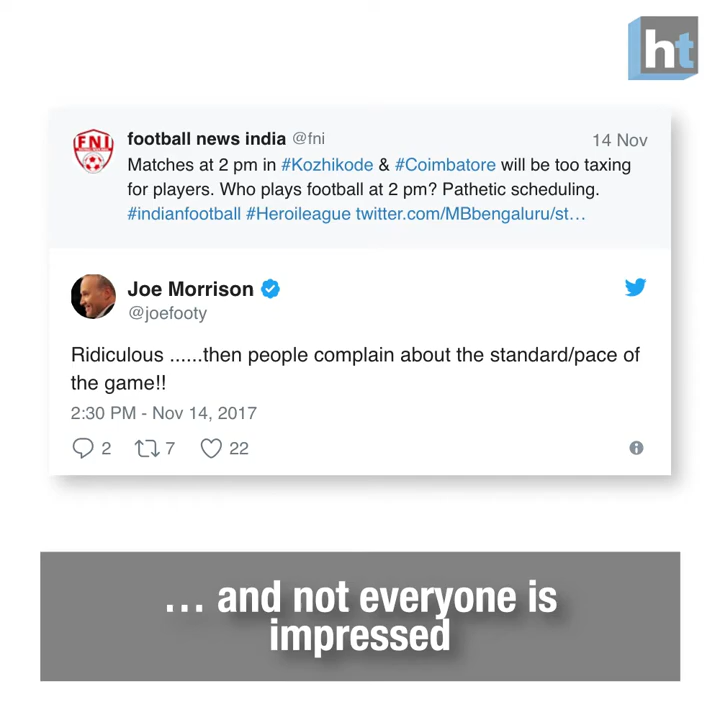 ht
FNI
football news india @fni 14 Nov
Matches at 2 pm in #Kozhikode & #Coimbatore will be too taxing
for players. Who plays football at 2 pm? Pathetic scheduling.
#indianfootball #Heroileague twitter.com/MBbengaluru/st…
Joe Morrison
@joefooty
Ridiculous ......then people complain about the standard/pace of
the game!!
2:30 PM - Nov 14, 2017
2 7 22
… and not everyone is
impressed